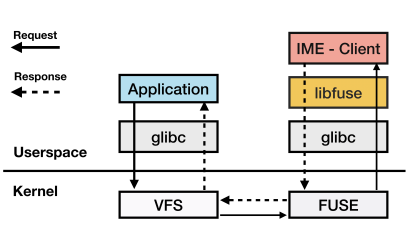 Request
Response
IME - Client
libfuse
Application
glibc
glibc
Userspace
Kernel
VFS
FUSE